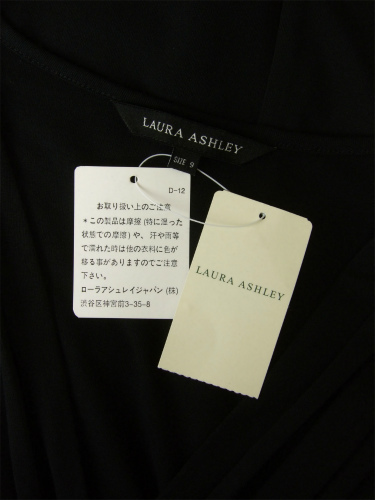 LAURA ASHLEY
SIZE 9
D-12
お取り扱い上のご注意
＊この製品は摩擦(特に湿った
状態での摩擦)や、汗や雨等
で濡れた時は他の衣料に色が
移る事がありますのでご注意
下さい。
ローラアシュレイジャパン(株)
渋谷区神宮前3-35-8
LAURA ASHLEY